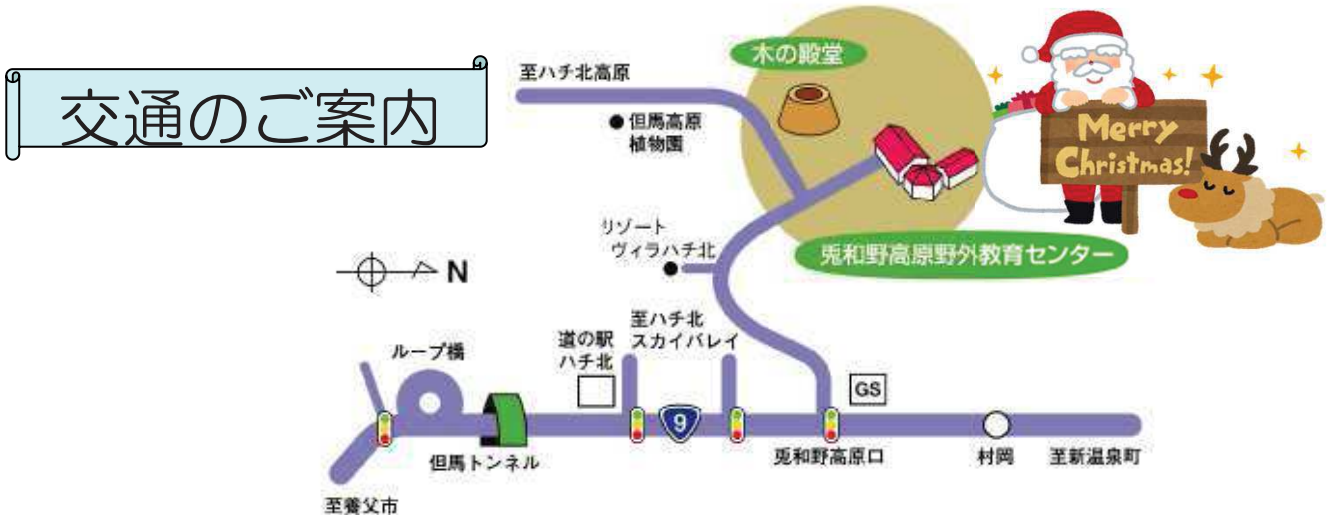 交通のご案内
木の殿堂
至ハチ北高原
●但馬高原
植物園
Merry
Christmas!
リゾート
ヴィラハチ北
兎和野高原野外教育センター
N
至ハチ北
スカイバレイ
道の駅
ハチ北
ループ橋
GS
9
但馬トンネル
兎和野高原口
村岡
至新温泉町
至養父市